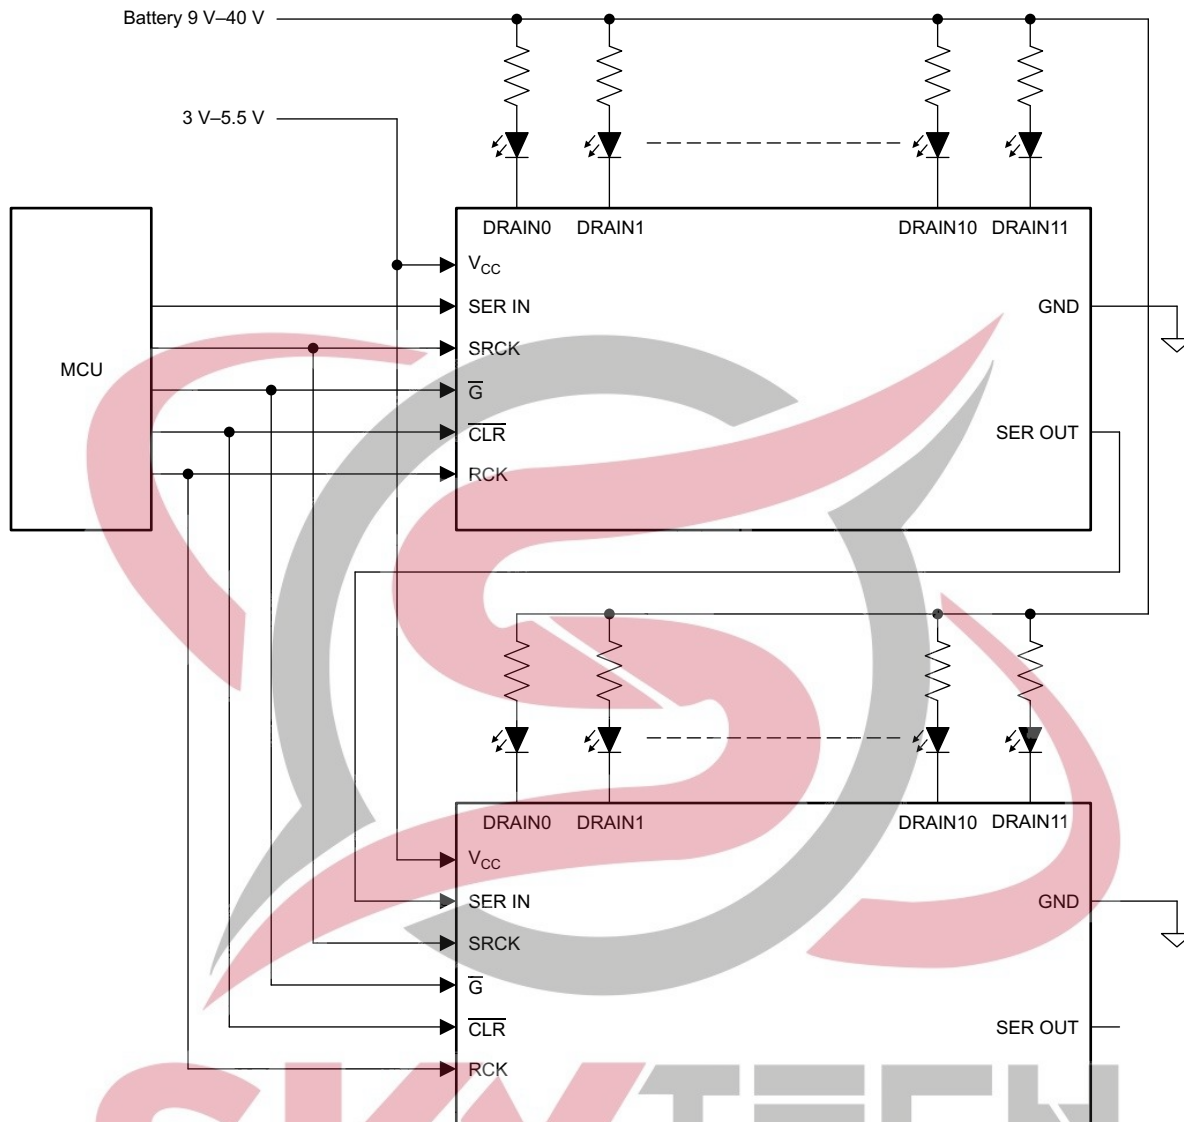 Battery 9 V–40 V
3 V–5.5 V
DRAIN0 DRAIN1 DRAIN10 DRAIN11
VCC
SER IN
GND
SRCK
MCU
G
CLR
SER OUT
RCK
DRAIN0 DRAIN1 DRAIN10 DRAIN11
VCC
SER IN
GND
SRCK
G
CLR
SER OUT
RCK
SKYTECH